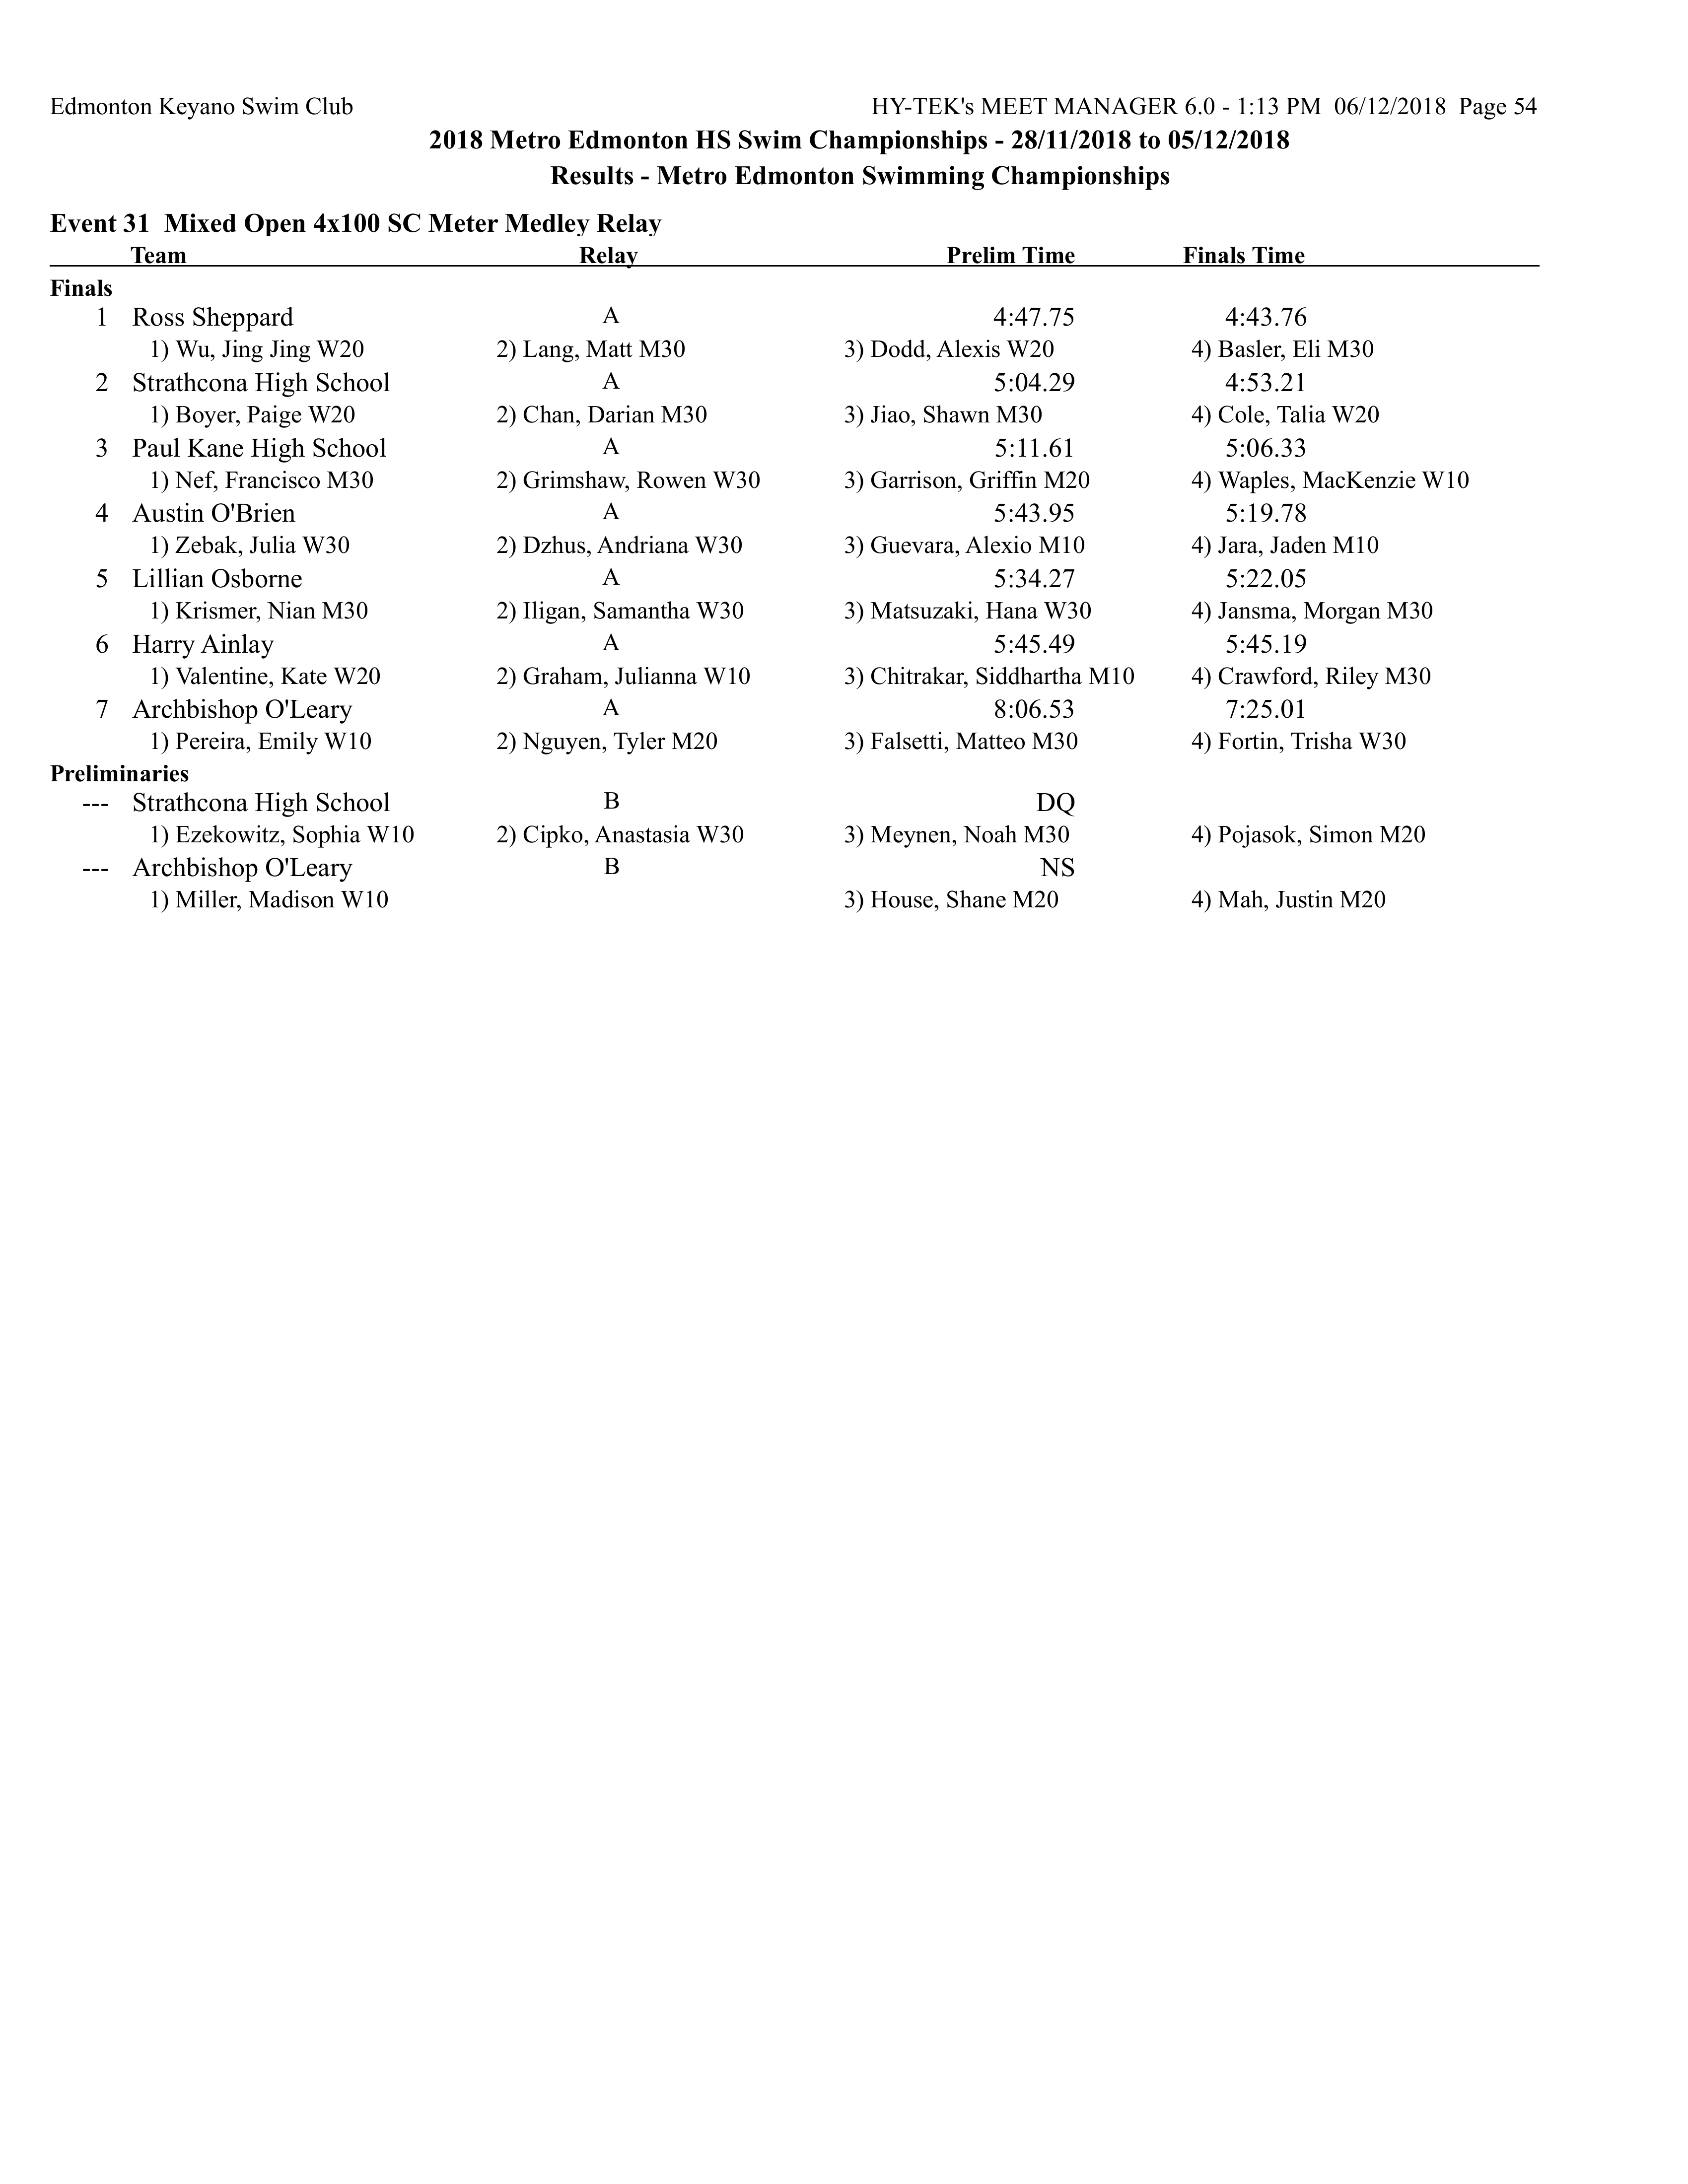 Edmonton Keyano Swim Club HY-TEK's MEET MANAGER 6.0 - 1:13 PM 06/12/2018 Page 54
2018 Metro Edmonton HS Swim Championships - 28/11/2018 to 05/12/2018
Results - Metro Edmonton Swimming Championships
Event 31 Mixed Open 4x100 SC Meter Medley Relay
Team Relay Prelim Time Finals Time
Finals
1 Ross Sheppard A 4:47.75 4:43.76
1) Wu, Jing Jing W20 2) Lang, Matt M30 3) Dodd, Alexis W20 4) Basler, Eli M30
2 Strathcona High School A 5:04.29 4:53.21
1) Boyer, Paige W20 2) Chan, Darian M30 3) Jiao, Shawn M30 4) Cole, Talia W20
3 Paul Kane High School A 5:11.61 5:06.33
1) Nef, Francisco M30 2) Grimshaw, Rowen W30 3) Garrison, Griffin M20 4) Waples, MacKenzie W10
4 Austin O'Brien A 5:43.95 5:19.78
1) Zebak, Julia W30 2) Dzhus, Andriana W30 3) Guevara, Alexio M10 4) Jara, Jaden M10
5 Lillian Osborne A 5:34.27 5:22.05
1) Krismer, Nian M30 2) Iligan, Samantha W30 3) Matsuzaki, Hana W30 4) Jansma, Morgan M30
6 Harry Ainlay A 5:45.49 5:45.19
1) Valentine, Kate W20 2) Graham, Julianna W10 3) Chitrakar, Siddhartha M10 4) Crawford, Riley M30
7 Archbishop O'Leary A 8:06.53 7:25.01
1) Pereira, Emily W10 2) Nguyen, Tyler M20 3) Falsetti, Matteo M30 4) Fortin, Trisha W30
Preliminaries
--- Strathcona High School B DQ
1) Ezekowitz, Sophia W10 2) Cipko, Anastasia W30 3) Meynen, Noah M30 4) Pojasok, Simon M20
--- Archbishop O'Leary B NS
1) Miller, Madison W10 3) House, Shane M20 4) Mah, Justin M20